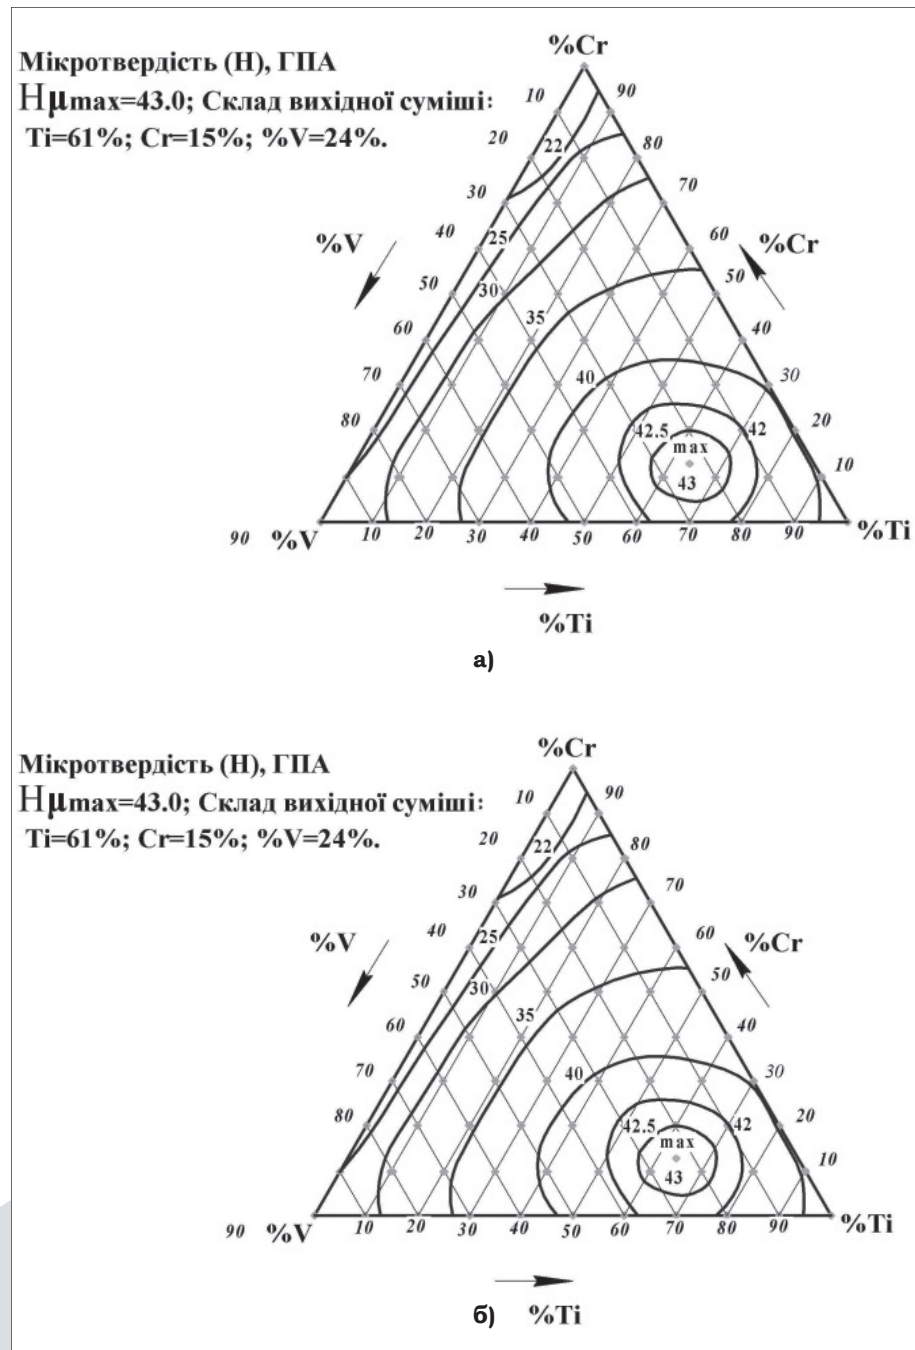 %Cr
Мікротвердість (Н), ГПА
Нμmax=43.0; Склад вихідної суміші:
Ti=61%; Cr=15%; %V=24%.
10 90
20 22 80
30 70
%V 40 25 60 %Cr
50 30 50
35
60 40
70 40 30
80 42.5 42 20
max
43 10
90 %V 10 20 30 40 50 60 70 80 90 %Ti
%Ti
а)
%Cr
Мікротвердість (Н), ГПА
Нμmax=43.0; Склад вихідної суміші:
Ti=61%; Cr=15%; %V=24%.
10 90
20 22 80
30 70
%V 40 25 60 %Cr
50 30 50
35
60 40
70 40 30
80 42.5 42 20
max
43 10
90 %V 10 20 30 40 50 60 70 80 90 %Ti
б) %Ti